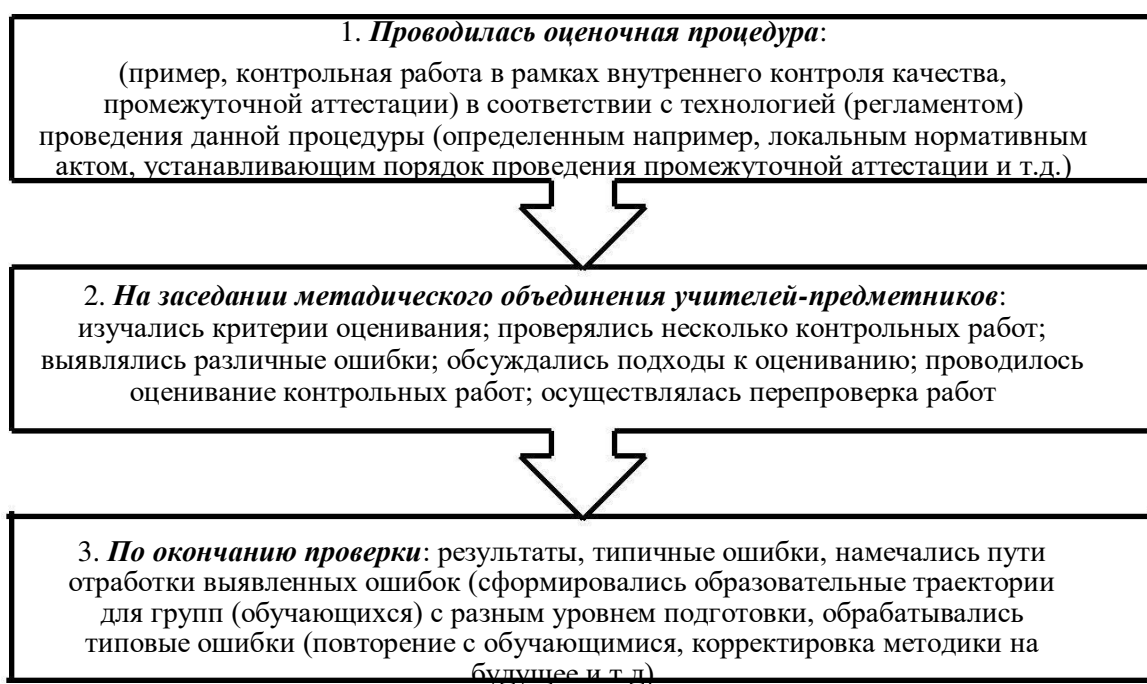 1. Проводилась оценочная процедура:
(пример, контрольная работа в рамках внутреннего контроля качества,
промежуточной аттестации) в соответствии с технологией (регламентом)
проведения данной процедуры (определенным например, локальным нормативным
актом, устанавливающим порядок проведения промежуточной аттестации и т.д.)
2. На заседании метадического объединения учителей-предметников:
изучались критерии оценивания; проверялись несколько контрольных работ;
выявлялись различные ошибки; обсуждались подходы к оцениванию; проводилось
оценивание контрольных работ; осуществлялась перепроверка работ
3. По окончанию проверки: результаты, типичные ошибки, намечались пути
отработки выявленных ошибок (сформировались образовательные траектории
для групп (обучающихся) с разным уровнем подготовки, обрабатывались
типовые ошибки (повторение с обучающимися, корректировка методики на
будущее и т.д)